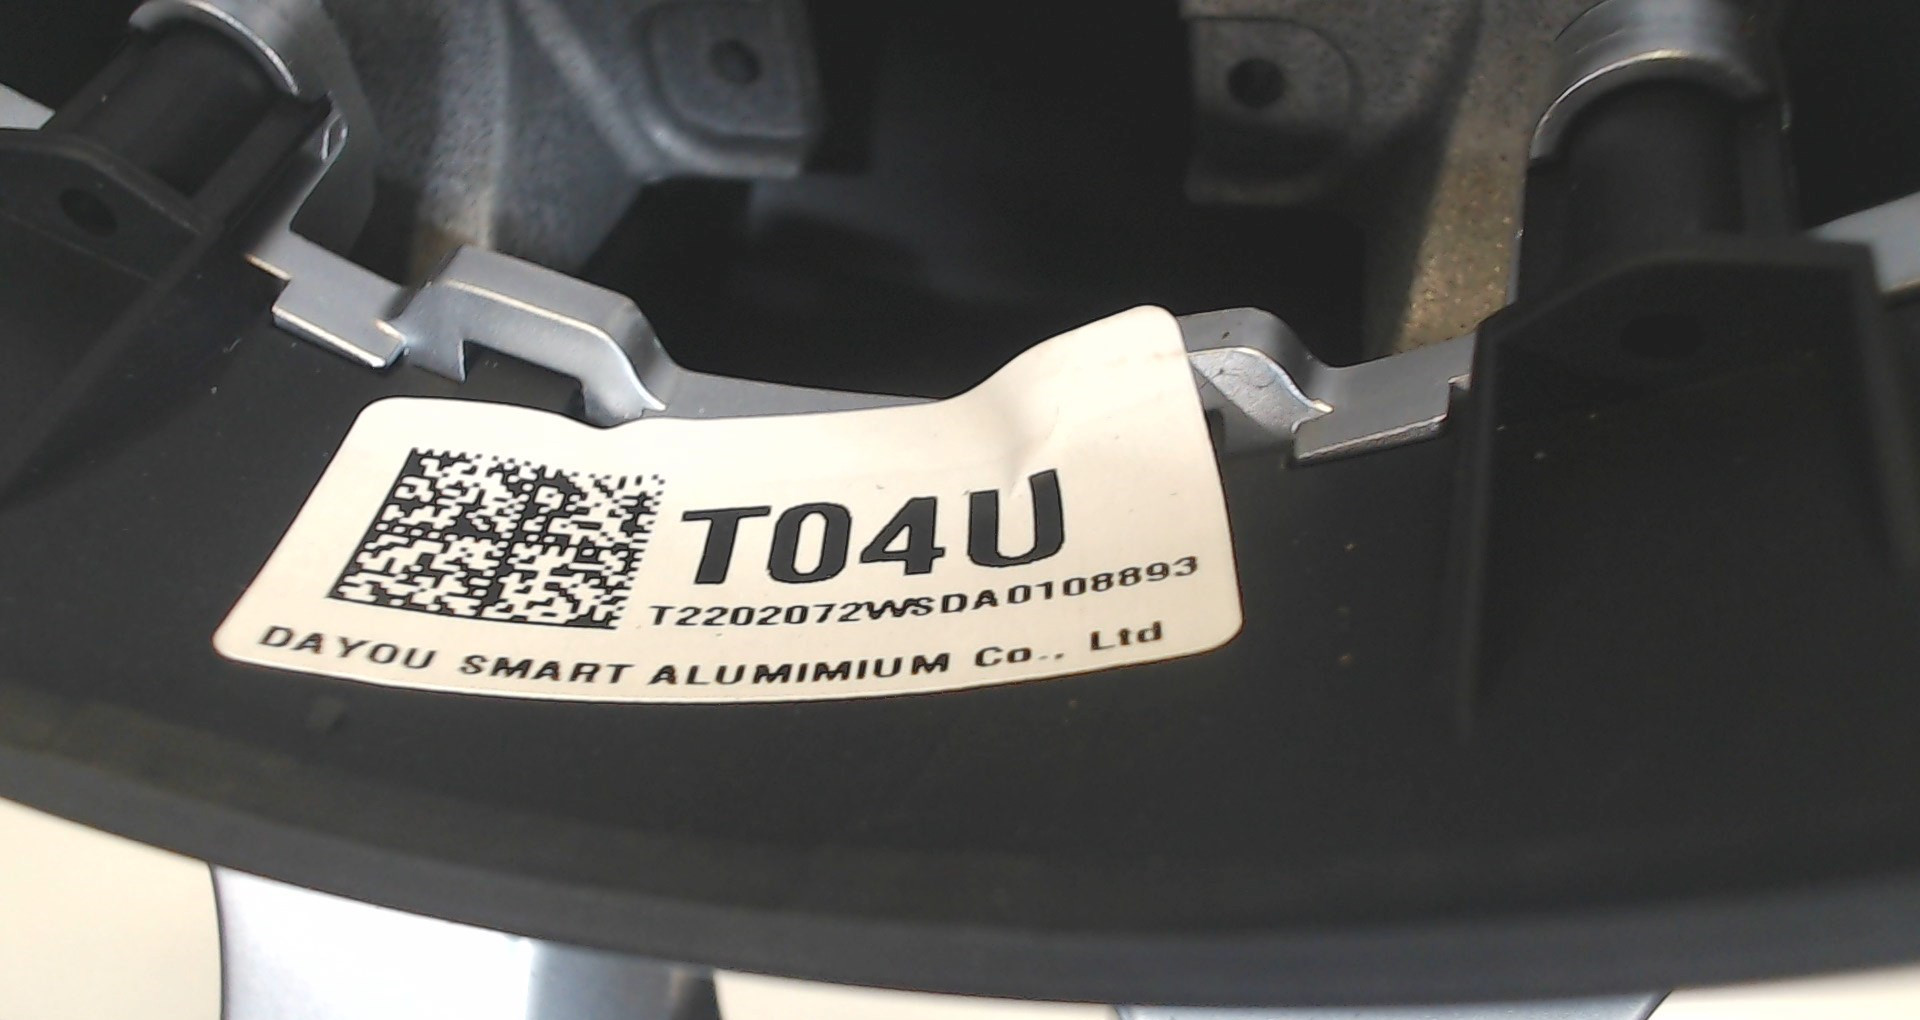 T04U
T2202072WSDA0108893
DAYOU SMART ALUMIMIUM Co., Ltd